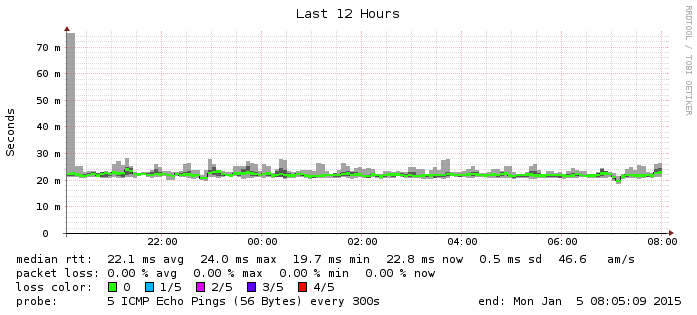 Last 12 Hours
RRDTOOL / TOBI OETIKER
Seconds
70 m
60 m
50 m
40 m
30 m
20 m
10 m
0
22:00 00:00 02:00 04:00 06:00 08:00
median rtt: 22.1 ms avg 24.0 ms max 19.7 ms min 22.8 ms now 0.5 ms sd 46.6 am/s
packet loss: 0.00 % avg 0.00 % max 0.00 % min 0.00 % now
loss color: 0 1/5 2/5 3/5 4/5
probe: 5 ICMP Echo Pings (56 Bytes) every 300s end: Mon Jan 5 08:05:09 2015